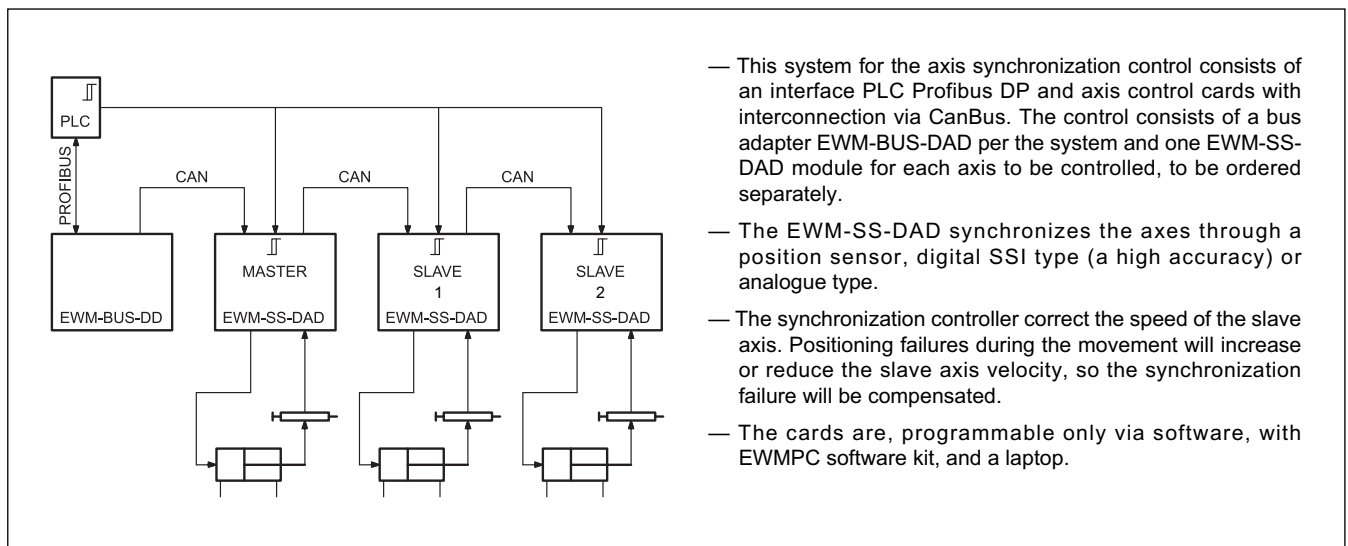 PLC
PROFIBUS
CAN
CAN
CAN
EWM-BUS-DD
MASTER
EWM-SS-DAD
SLAVE
1
EWM-SS-DAD
SLAVE
2
EWM-SS-DAD
— This system for the axis synchronization control consists of
an interface PLC Profibus DP and axis control cards with
interconnection via CanBus. The control consists of a bus
adapter EWM-BUS-DAD per the system and one EWM-SS-
DAD module for each axis to be controlled, to be ordered
separately.
— The EWM-SS-DAD synchronizes the axes through a
position sensor, digital SSI type (a high accuracy) or
analogue type.
— The synchronization controller correct the speed of the slave
axis. Positioning failures during the movement will increase
or reduce the slave axis velocity, so the synchronization
failure will be compensated.
— The cards are, programmable only via software, with
EWMPC software kit, and a laptop.